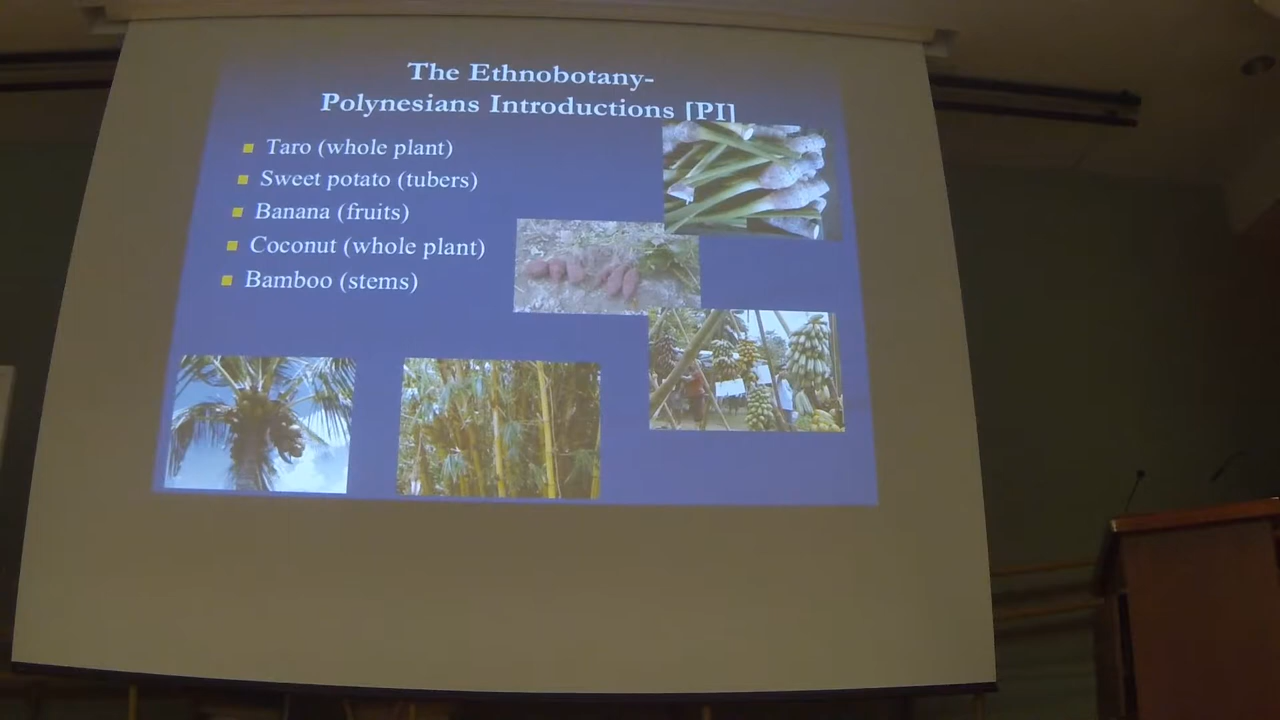 The Ethnobotany-
Polynesians Introductions [PI]
Taro (whole plant)
Sweet potato (tubers)
Banana (fruits)
Coconut (whole plant)
Bamboo (stems)